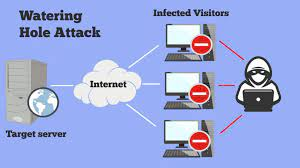 Watering
Hole Attack
Infected Visitors
Internet
Target server